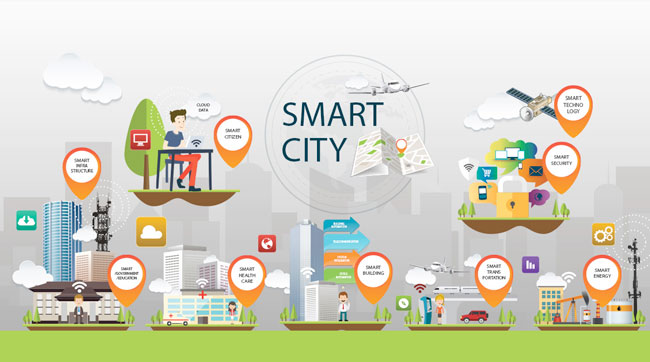 SMART
CITY
CLOUD
DATA
SMART
CITIZEN
SMART
TECHNO
LOGY
SMART
SECURITY
SMART
INFRA
STRUCTURE
SMART
/GOVERNMENT
/EDUCATION
SMART
HEALTH
CARE
SMART
BUILDING
SMART
TRANS
PORTATION
SMART
ENERGY